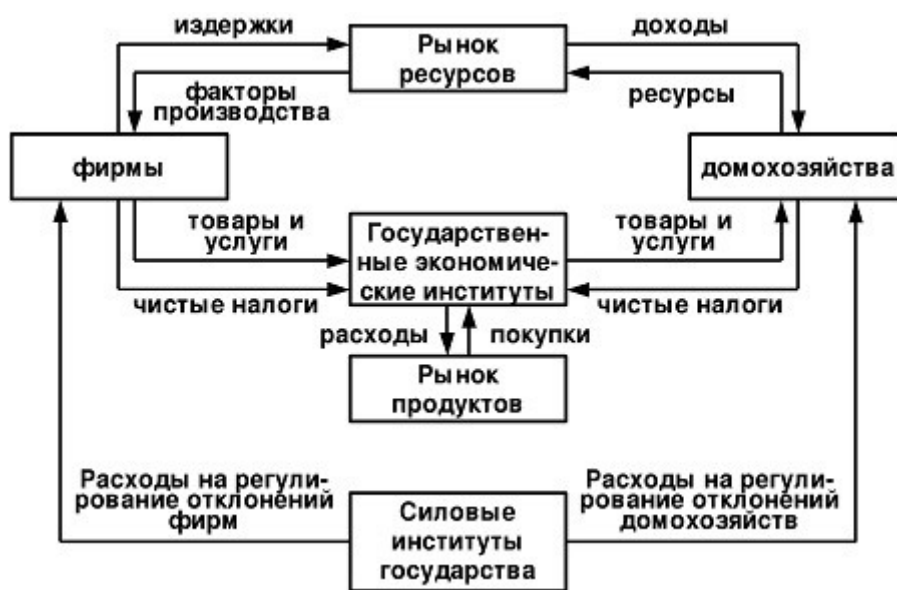 издержки
Рынок
ресурсов
доходы
факторы
производства
ресурсы
фирмы
домохозяйства
товары и
услуги
Государствен-
ные экономиче-
ские институты
товары и
услуги
чистые налоги
чистые налоги
расходы
покупки
Рынок
продуктов
Расходы на регули-
рование отклонений
фирм
Силовые
институты
государства
Расходы на регули-
рование отклонений
домохозяйств